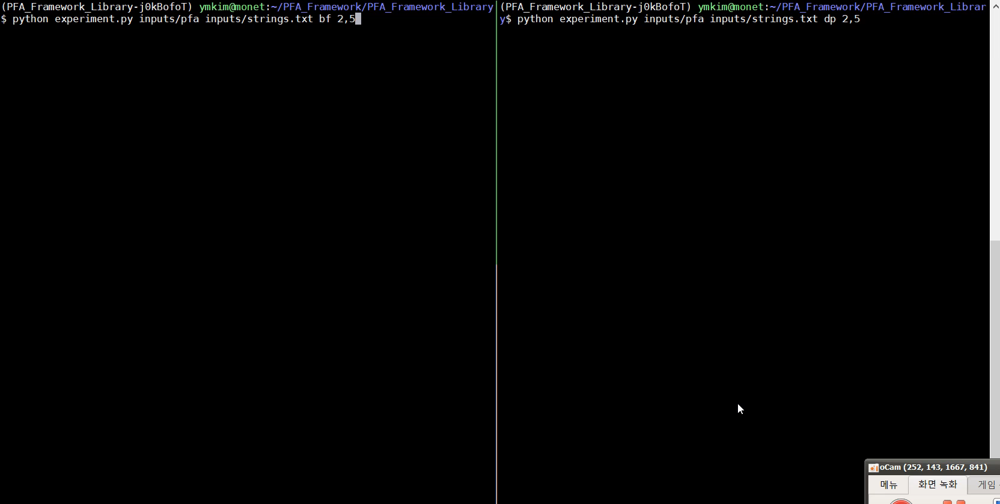 (PFA_Framework_Library-j0kBofoT) ymkim@monet:~/PFA_Framework/PFA_Framework_Library
$ python experiment.py inputs/pfa inputs/strings.txt bf 2,5
(PFA_Framework_Library-j0kBofoT) ymkim@monet:~/PFA_Framework/PFA_Framework_Librar
y$ python experiment.py inputs/pfa inputs/strings.txt dp 2,5
oCam (252, 143, 1667, 841)
메뉴 화면 녹화 게임